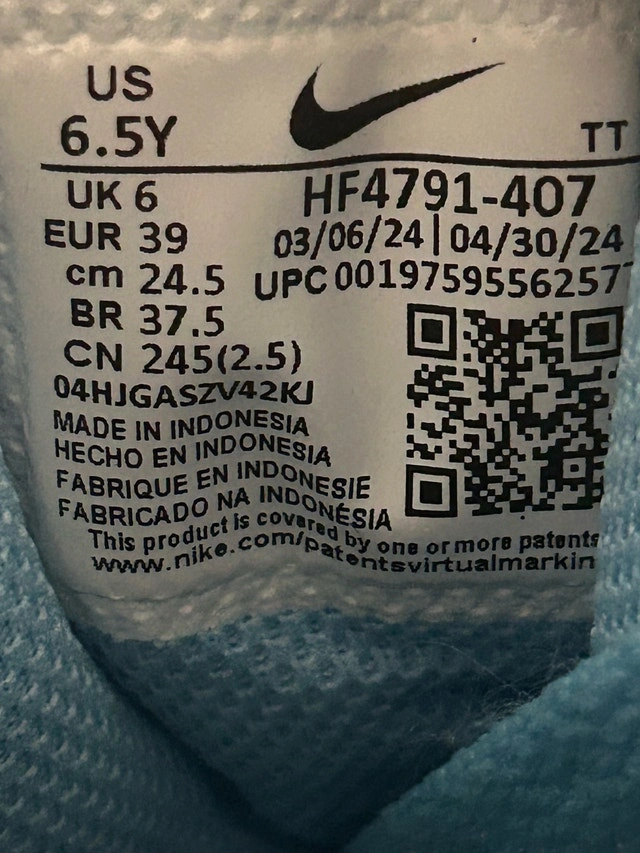 US
6.5Y
TT
UK 6
EUR 39
cm 24.5
BR 37.5
CN 245(2.5)
HF4791-407
03/06/24|04/30/24
UPC 0019759556257
04HJGASZV42KJ
MADE IN INDONESIA
HECHO EN INDONESIA
FABRIQUE EN INDONESIE
FABRICADO NA INDONÉSIA
This product is covered by one or more patents
www.nike.com/patentsvirtualmarkin